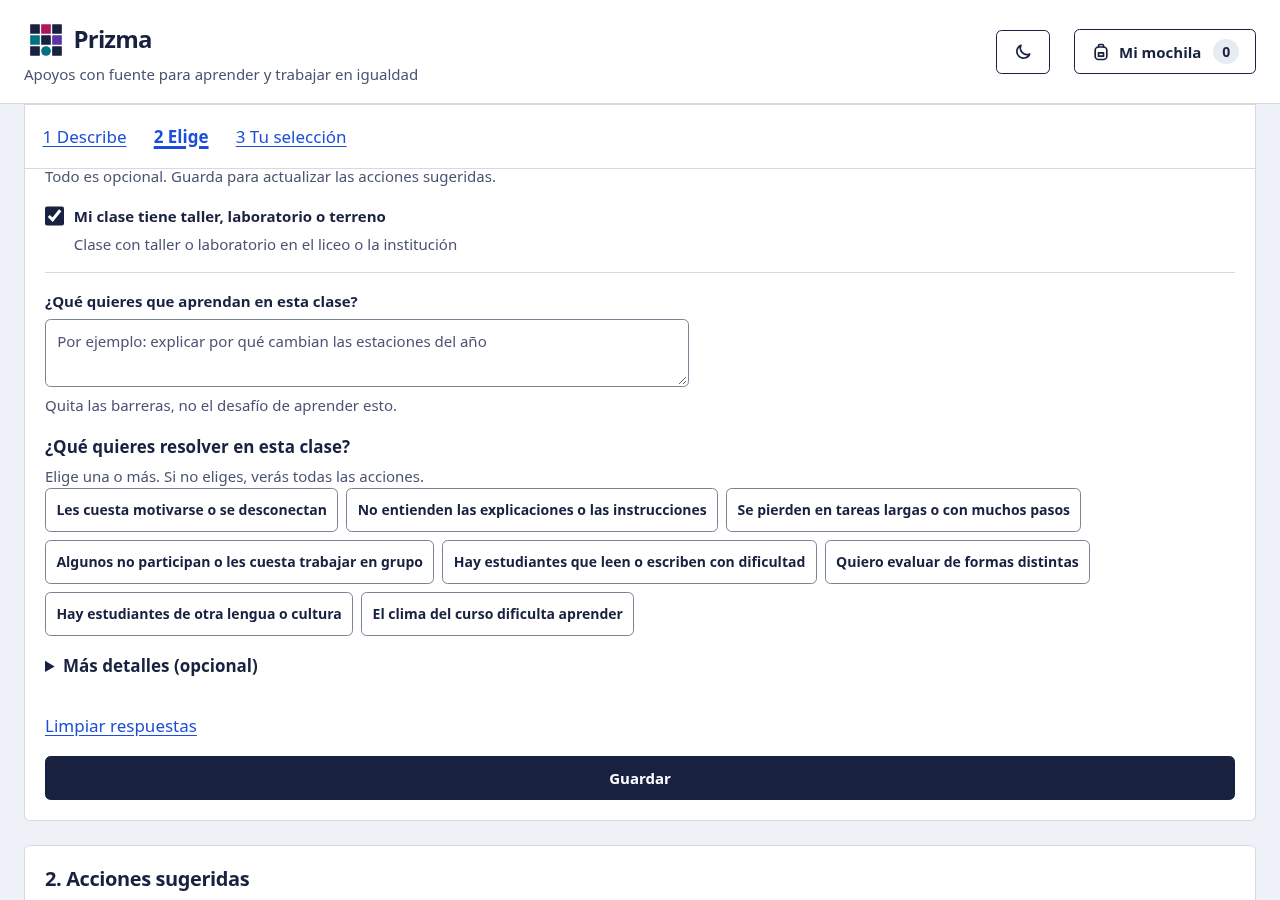 Prizma
Apoyos con fuente para aprender y trabajar en igualdad
Mi mochila 0
1 Describe 2 Elige 3 Tu selección
Todo es opcional. Guarda para actualizar las acciones sugeridas.
Mi clase tiene taller, laboratorio o terreno
Clase con taller o laboratorio en el liceo o la institución
¿Qué quieres que aprendan en esta clase?
Por ejemplo: explicar por qué cambian las estaciones del año
Quita las barreras, no el desafío de aprender esto.
¿Qué quieres resolver en esta clase?
Elige una o más. Si no eliges, verás todas las acciones.
Les cuesta motivarse o se desconectan No entienden las explicaciones o las instrucciones Se pierden en tareas largas o con muchos pasos
Algunos no participan o les cuesta trabajar en grupo Hay estudiantes que leen o escriben con dificultad Quiero evaluar de formas distintas
Hay estudiantes de otra lengua o cultura El clima del curso dificulta aprender
Más detalles (opcional)
Limpiar respuestas
Guardar
2. Acciones sugeridas